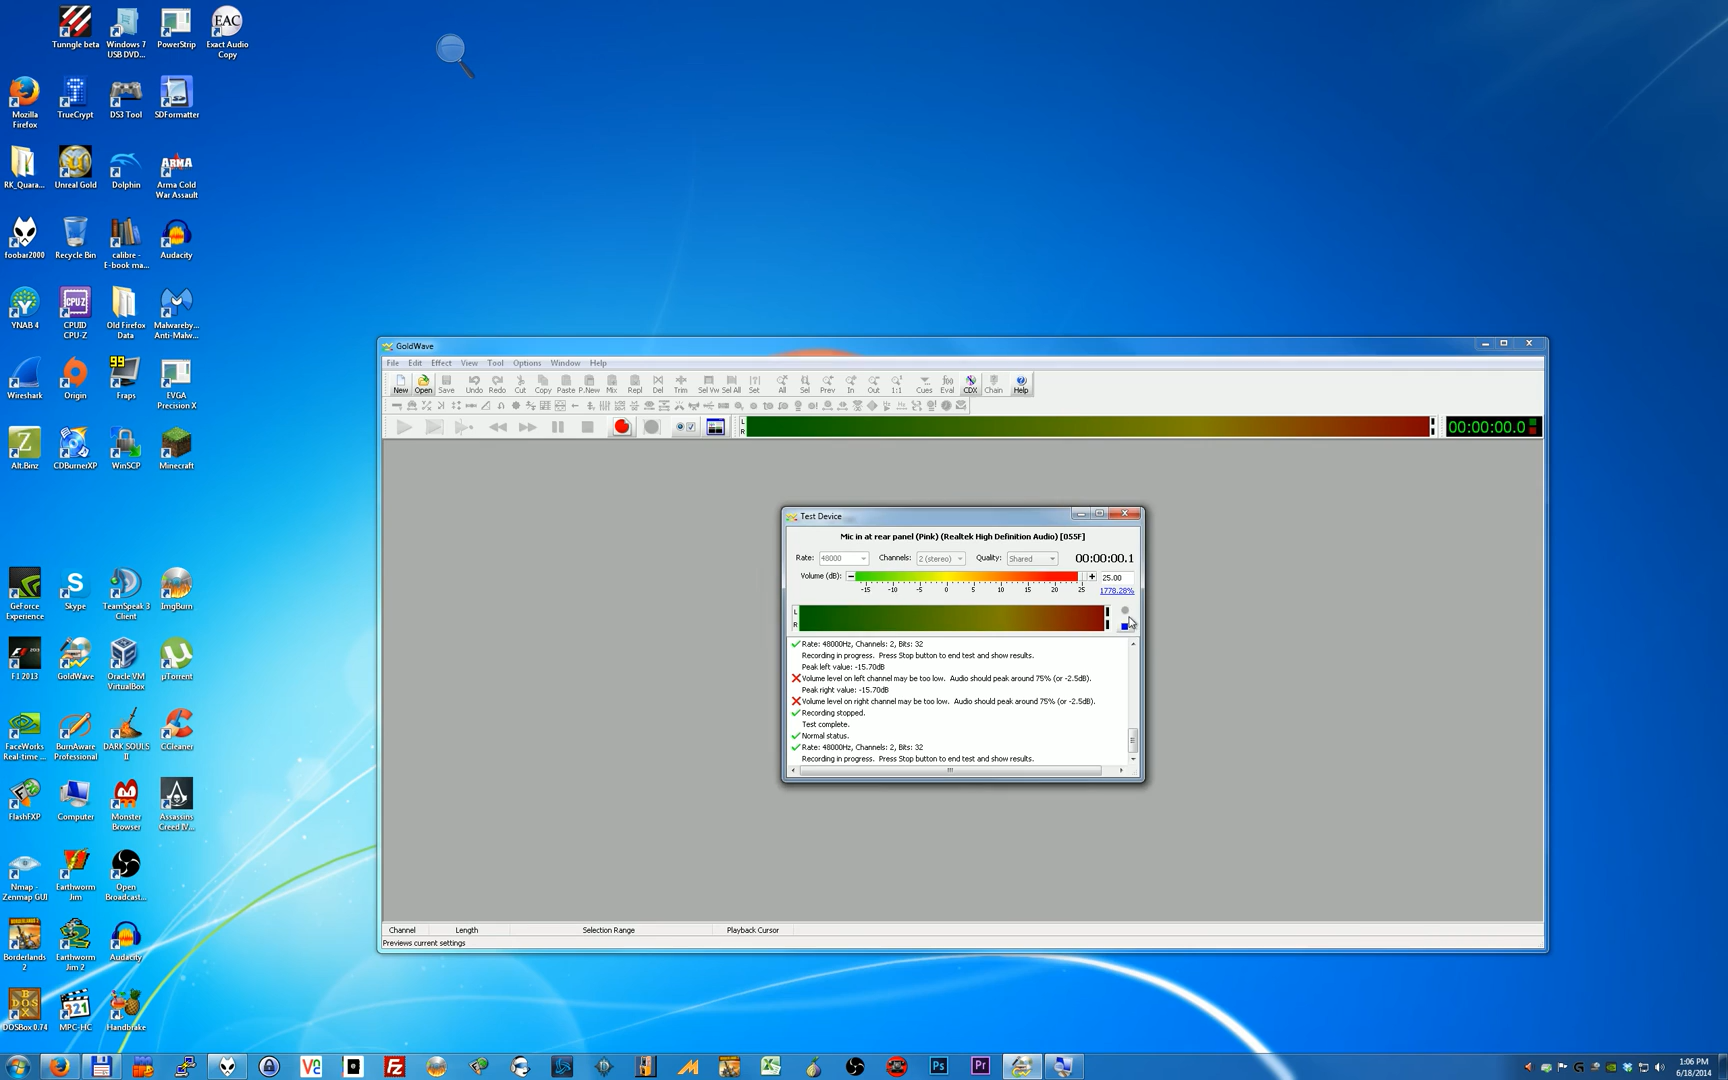 Tunngle beta
Windows 7 USB DVD...
PowerStrip
EAC
Exact Audio Copy
Mozilla Firefox
TrueCrypt
DS3 Tool
SDFormatter
RK_Quara...
Unreal Gold
Dolphin
ARMA
Arma Cold War Assault
foobar2000
Recycle Bin
calibre - E-book ma...
Audacity
YNAB 4
CPUID CPU-Z
Old Firefox Data
Malwareby... Anti-Malw...
Wireshark
Origin
99
Fraps
EVGA Precision X
Alt.Binz
CDBurnerXP
WinSCP
Minecraft
GeForce Experience
Skype
TeamSpeak 3 Client
ImgBurn
F1 2013
GoldWave
Oracle VM VirtualBox
µTorrent
FaceWorks Real-time ...
BurnAware Professional
DARK SOULS II
CCleaner
FlashFXP
Computer
Monster Browser
Assassins Creed IV...
Nmap - Zenmap GUI
Earthworm Jim
Open Broadcast...
Borderlands 2
Earthworm Jim 2
Audacity
DOSBox 0.74
MPC-HC
Handbrake
GoldWave
File Edit Effect View Tool Options Window Help
New Open Save Undo Redo Cut Copy Paste P.New Mix Repl Del Trim Sel Vw Sel All Set All Sel Prev In Out 1:1 Cues Eval CDX Chain Help
L
R
00:00:00.0
Test Device
Mic in at rear panel (Pink) (Realtek High Definition Audio) [055F]
Rate: 48000 Channels: 2 (stereo) Quality: Shared 00:00:00.1
Volume (dB): 25.00
-15 -10 -5 0 5 10 15 20 25 1778.28%
L
R
Rate: 48000Hz, Channels: 2, Bits: 32
Recording in progress. Press Stop button to end test and show results.
Peak left value: -15.70dB
Volume level on left channel may be too low. Audio should peak around 75% (or -2.5dB).
Peak right value: -15.70dB
Volume level on right channel may be too low. Audio should peak around 75% (or -2.5dB).
Recording stopped.
Test complete.
Normal status.
Rate: 48000Hz, Channels: 2, Bits: 32
Recording in progress. Press Stop button to end test and show results.
Channel Length Selection Range Playback Cursor
Previews current settings
1:06 PM
6/18/2014